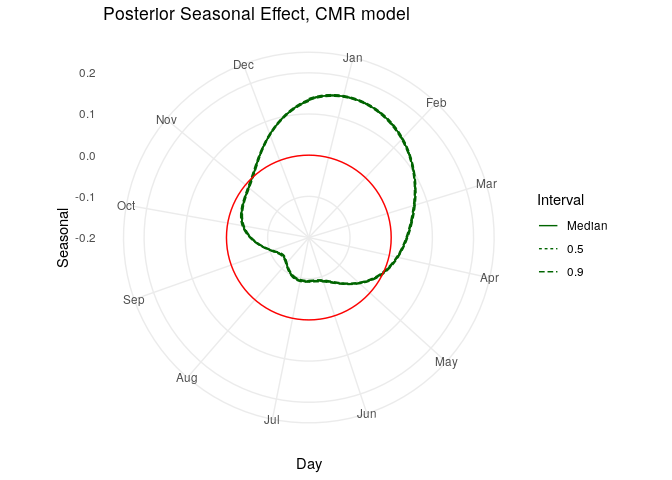 Posterior Seasonal Effect, CMR model
Dec
Jan
Feb
Mar
Apr
May
Jun
Jul
Aug
Sep
Oct
Nov
0.2
0.1
0.0
-0.1
-0.2
Seasonal
Day
Interval
Median
0.5
0.9